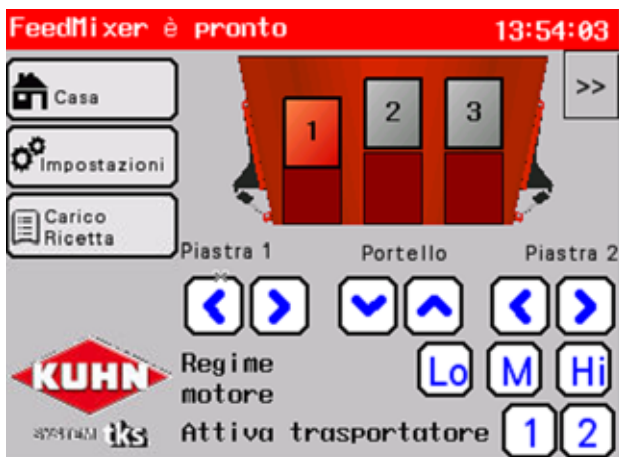 FeedMixer è pronto 13:54:03
Casa
1 2 3
>>
Impostazioni
Carico
Ricetta
Piastra 1 Portello Piastra 2
KUHN
Regime
motore
Lo M Hi
SYSTEM tks
Attiva trasportatore 1 2